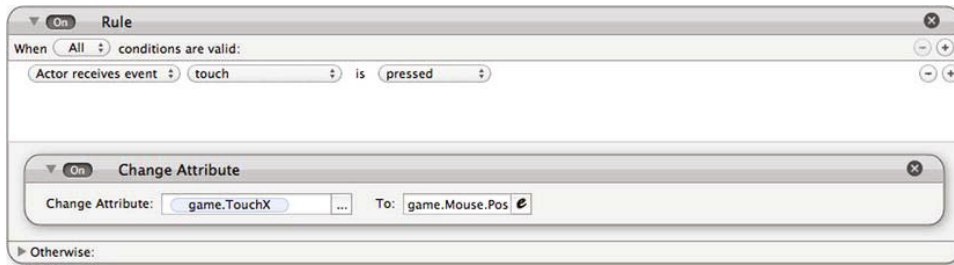 On Rule
When All conditions are valid:
Actor receives event touch is pressed
On Change Attribute
Change Attribute: game.TouchX ... To: game.Mouse.Pos e
Otherwise: